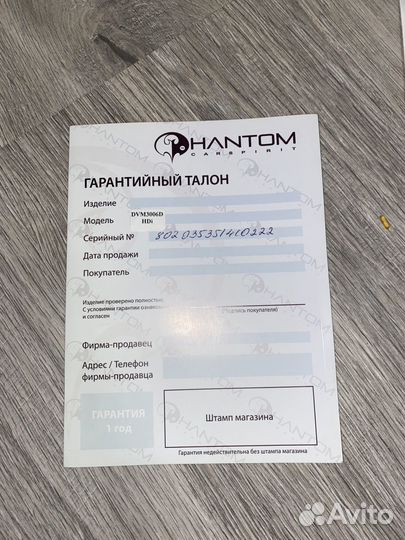 PHANTOM
CARSPIRIT
ГАРАНТИЙНЫЙ ТАЛОН
Изделие
Модель DVM3006D HDi
Серийный № 802035351410222
Дата продажи
Покупатель
Изделие проверено полностью.
С условиями гарантии ознакомлен (подпись покупателя)
и согласен
Фирма-продавец
Адрес / Телефон
фирмы-продавца
ГАРАНТИЯ
1 год
Штамп магазина
Гарантия недействительна без штампа магазина
Avito